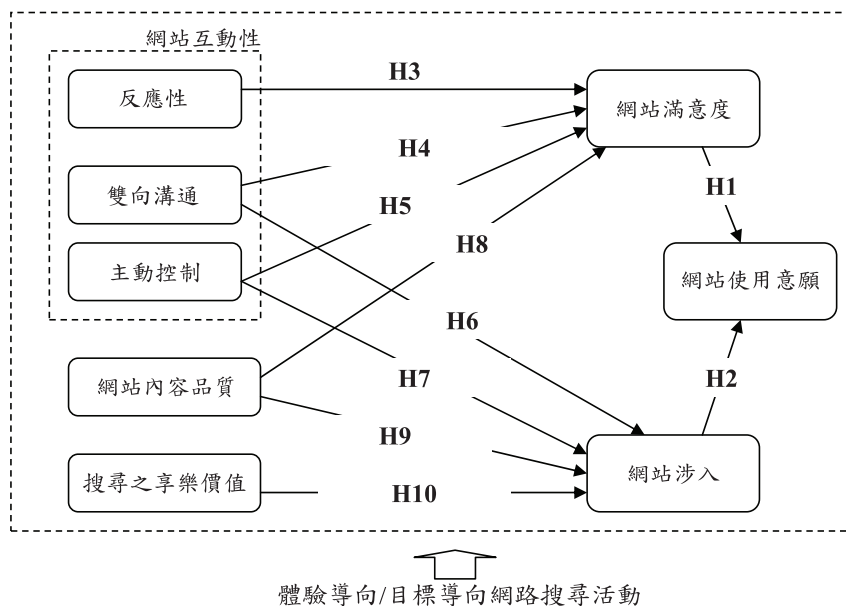 網站互動性
反應性
H3
網站滿意度
H4
雙向溝通
H1
H5
H8
主動控制
網站使用意願
H6
網站內容品質
H7
H2
H9
搜尋之享樂價值
網站涉入
H10
體驗導向/目標導向網路搜尋活動